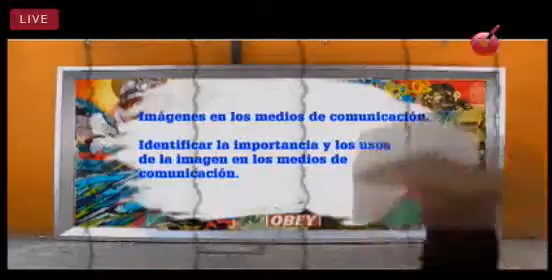 LIVE
Imágenes en los medios de comunicación.
Identificar la importancia y los usos
de la imagen en los medios de
comunicación.
OBEY